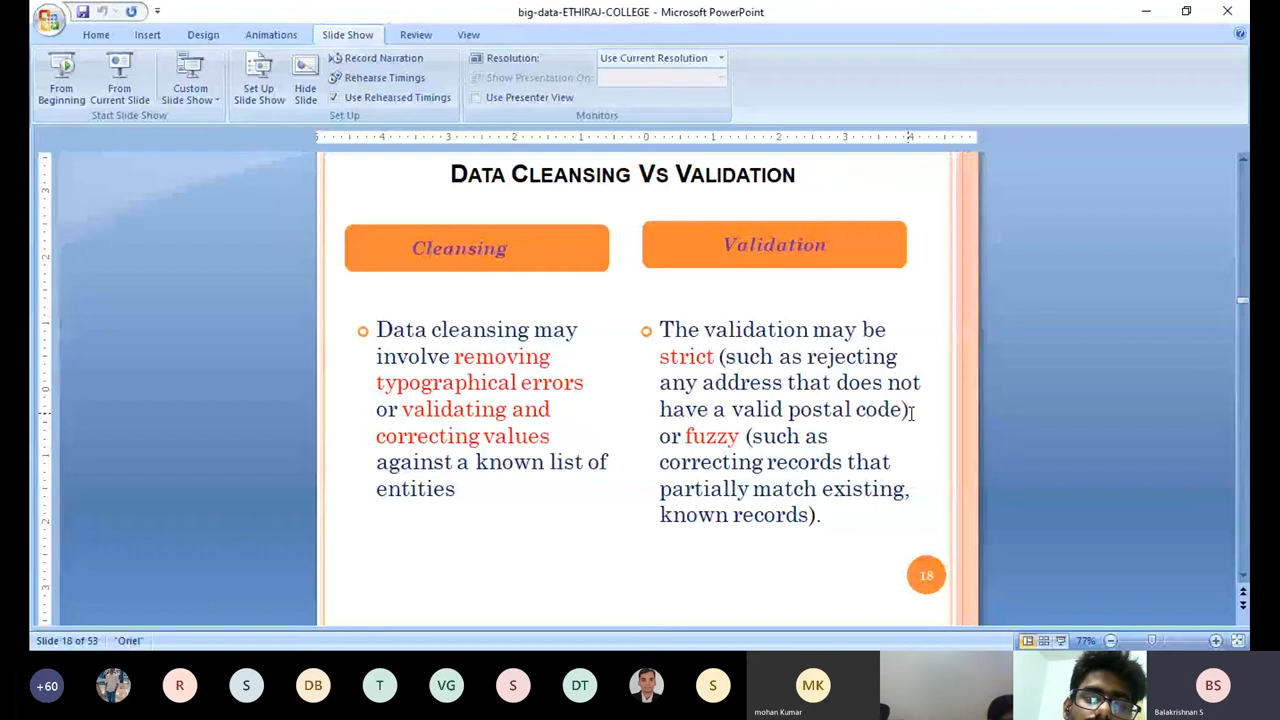 big-data-ETHIRAJ-COLLEGE - Microsoft PowerPoint
Home Insert Design Animations Slide Show Review View
From Beginning
From Current Slide
Custom Slide Show
Start Slide Show
Set Up Slide Show
Hide Slide
Record Narration
Rehearse Timings
Use Rehearsed Timings
Set Up
Resolution: Use Current Resolution
Show Presentation On:
Use Presenter View
Monitors
DATA CLEANSING VS VALIDATION
Cleansing
Data cleansing may
involve removing
typographical errors
or validating and
correcting values
against a known list of
entities
Validation
The validation may be
strict (such as rejecting
any address that does not
have a valid postal code)
or fuzzy (such as
correcting records that
partially match existing,
known records).
18
Slide 18 of 53 "Oriel" 77%
+60 R S DB T VG S DT S MK BS
mohan Kumar
Balakrishnan S